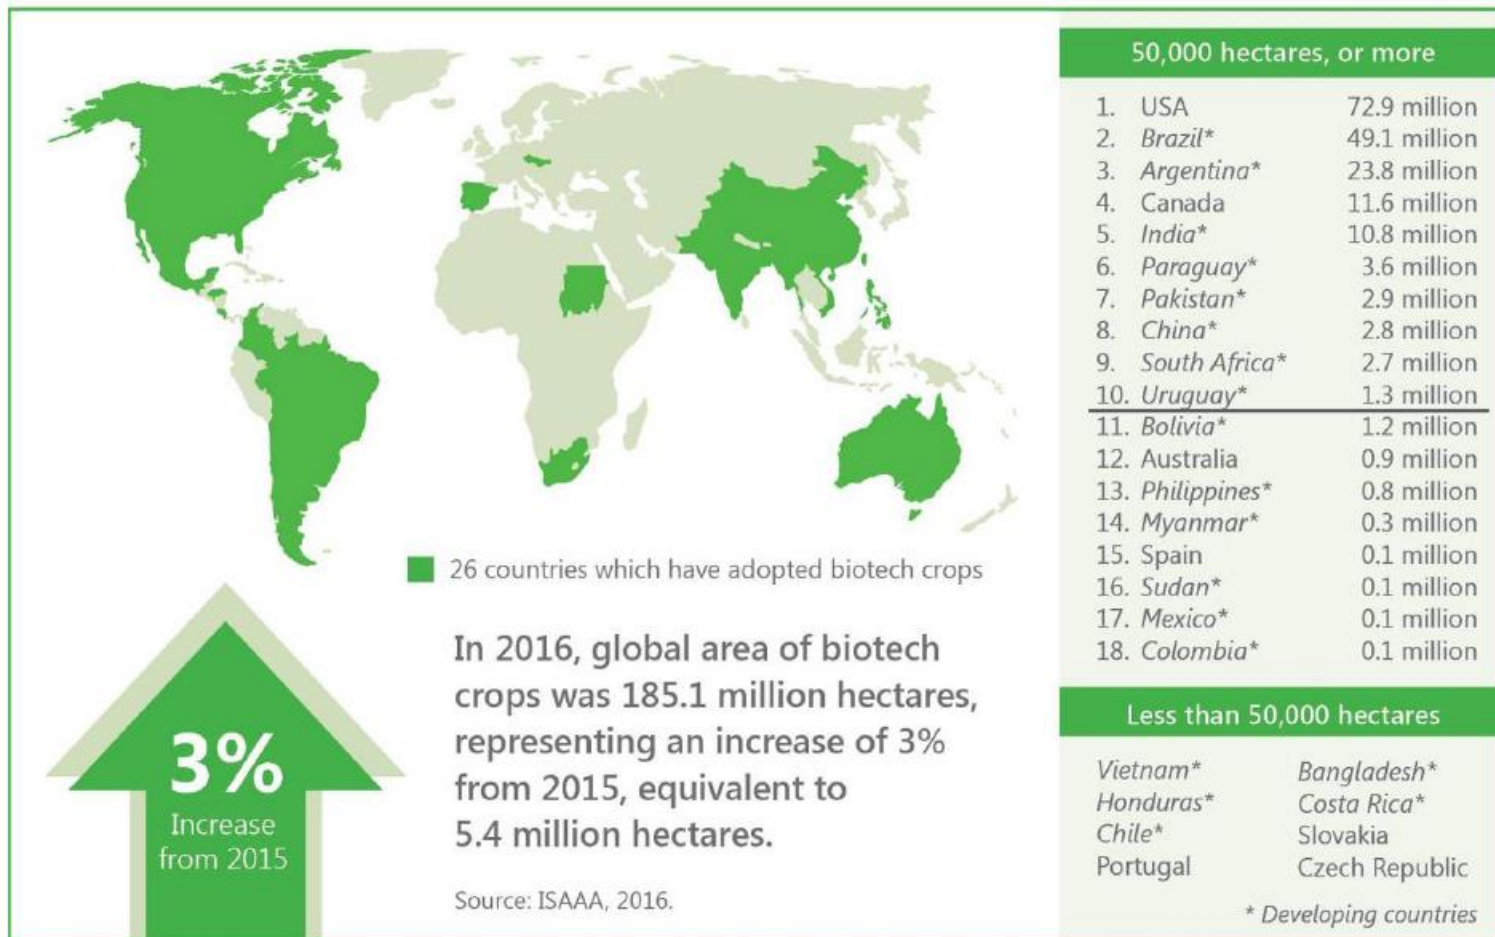 26 countries which have adopted biotech crops
In 2016, global area of biotech
crops was 185.1 million hectares,
representing an increase of 3%
from 2015, equivalent to
5.4 million hectares.
Source: ISAAA, 2016.
3%
Increase
from 2015
50,000 hectares, or more
1. USA 72.9 million
2. Brazil* 49.1 million
3. Argentina* 23.8 million
4. Canada 11.6 million
5. India* 10.8 million
6. Paraguay* 3.6 million
7. Pakistan* 2.9 million
8. China* 2.8 million
9. South Africa* 2.7 million
10. Uruguay* 1.3 million
11. Bolivia* 1.2 million
12. Australia 0.9 million
13. Philippines* 0.8 million
14. Myanmar* 0.3 million
15. Spain 0.1 million
16. Sudan* 0.1 million
17. Mexico* 0.1 million
18. Colombia* 0.1 million
Less than 50,000 hectares
Vietnam* Bangladesh*
Honduras* Costa Rica*
Chile* Slovakia
Portugal Czech Republic
* Developing countries